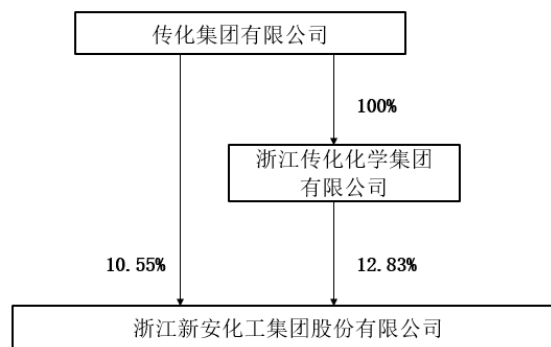 传化集团有限公司
100%
浙江传化化学集团
有限公司
10.55%
12.83%
浙江新安化工集团股份有限公司